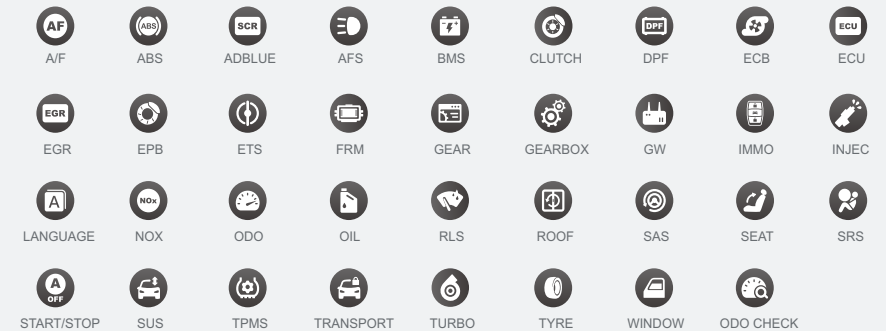 AF ABS SCR DPF ECU
A/F ABS ADBLUE AFS BMS CLUTCH DPF ECB ECU
EGR
EGR EPB ETS FRM GEAR GEARBOX GW IMMO INJEC
A NOx
LANGUAGE NOX ODO OIL RLS ROOF SAS SEAT SRS
A
OFF
START/STOP SUS TPMS TRANSPORT TURBO TYRE WINDOW ODO CHECK